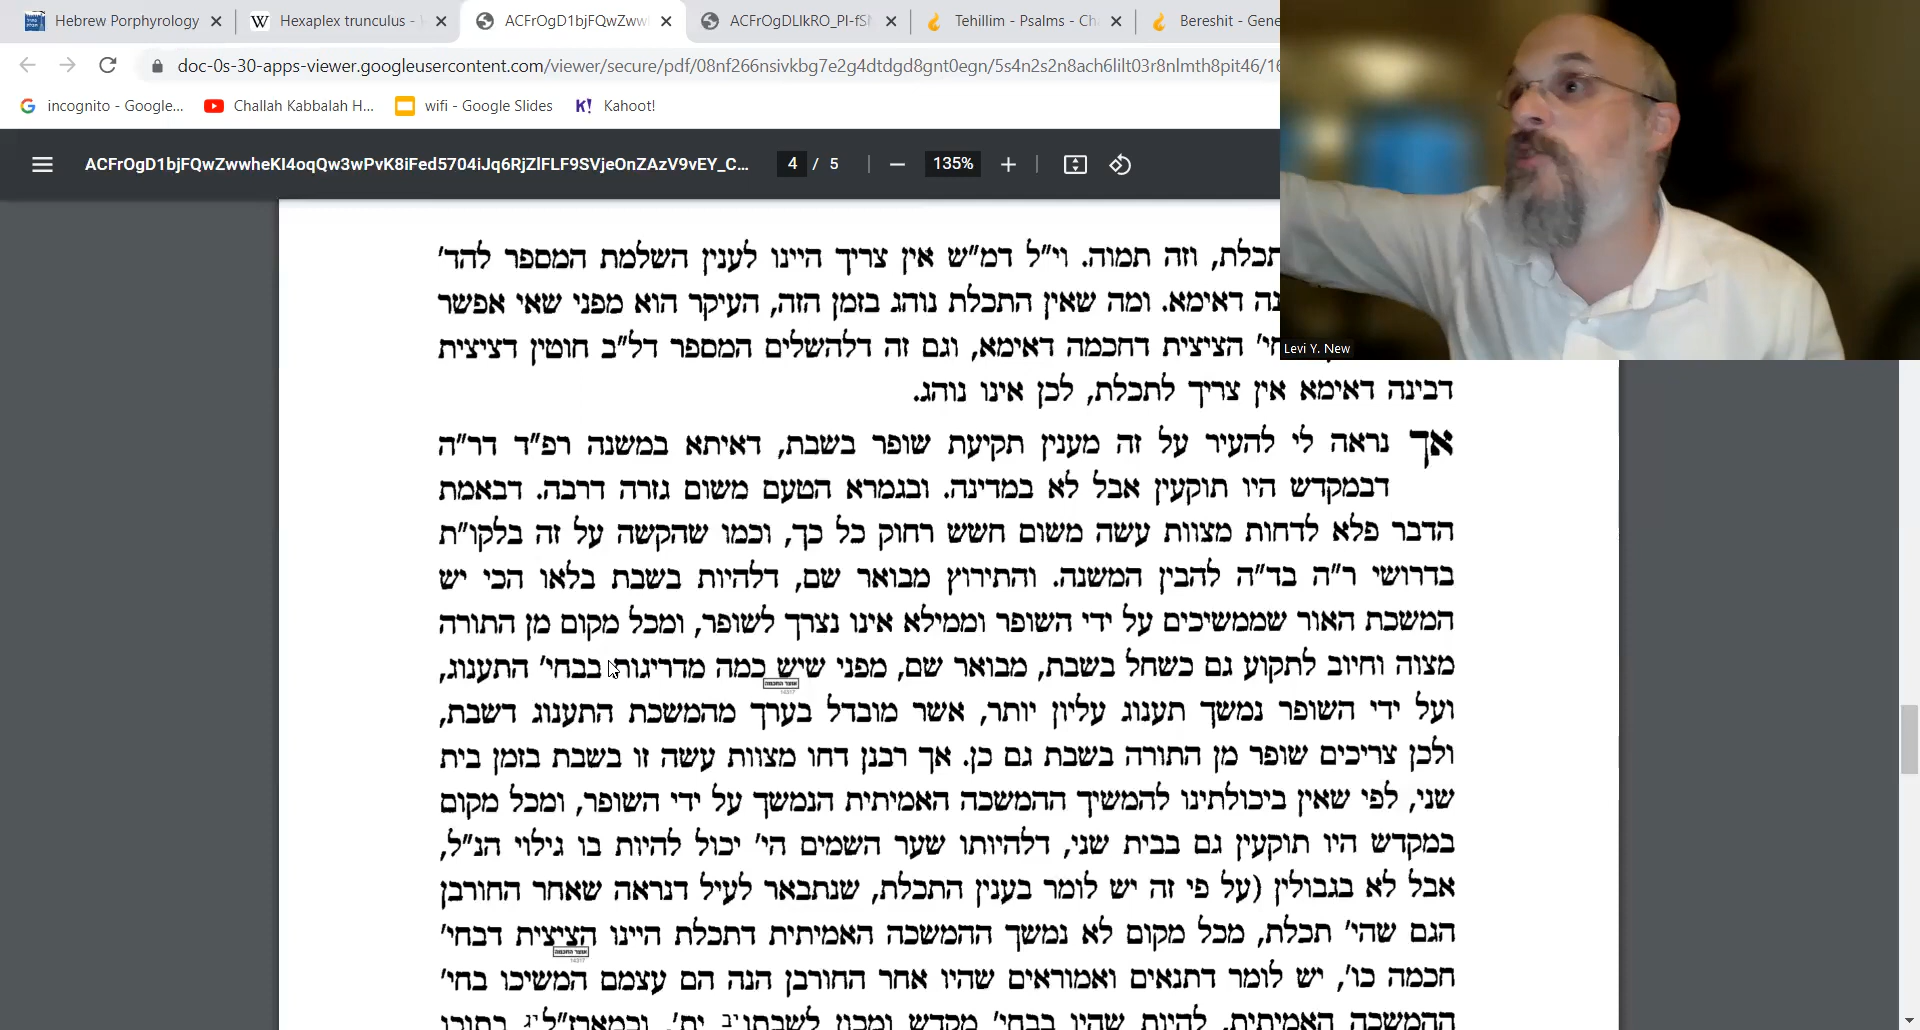 Hebrew Porphyrology
Hexaplex trunculus -
ACFrOgD1bjFQwZww
ACFrOgDLlkRO_PI-fS
Tehillim - Psalms - Ch
Bereshit - Gene
doc-0s-30-apps-viewer.googleusercontent.com/viewer/secure/pdf/08nf266nsivkbg7e2g4dtdgd8gnt0egn/5s4n2s2n8ach6lilt03r8nlmth8pit46/16
incognito - Google...
Challah Kabbalah H...
wifi - Google Slides
K! Kahoot!
ACFrOgD1bjFQwZwwheKI4oqQw3wPvK8iFed5704iJq6RjZlFLF9SVjeOnZAzV9vEY_C...
4 / 5
135%
Levi Y. New
תכלת, וזה תמוה. וי"ל דמ"ש אין צריך היינו לענין השלמת המספר להד'
דאימא. ומה שאין התכלת נוהג בזמן הזה, העיקר הוא מפני שאי אפשר
הציצית דחכמה דאימא, וגם זה דלהשלים המספר דל"ב חוטין דציצית
דבינה דאימא אין צריך לתכלת, לכן אינו נוהג.
אך נראה לי להעיר על זה מענין תקיעת שופר בשבת, דאיתא במשנה רפ"ד דר"ה
דבמקדש היו תוקעין אבל לא במדינה. ובגמרא הטעם משום גזרה דרבה. דבאמת
הדבר פלא לדחות מצוות עשה משום חשש רחוק כל כך, וכמו שהקשה על זה בלקו"ת
בדרושי ר"ה בד"ה להבין המשנה. והתירוץ מבואר שם, דלהיות בשבת בלאו הכי יש
המשכת האור שממשיכים על ידי השופר וממילא אינו נצרך לשופר, ומכל מקום מן התורה
מצוה וחיוב לתקוע גם כשחל בשבת, מבואר שם, מפני שיש כמה מדריגות בבחי' התענוג,
ועל ידי השופר נמשך תענוג עליון יותר, אשר מובדל בערך מהמשכת התענוג דשבת,
ולכן צריכים שופר מן התורה בשבת גם כן. אך רבנן דחו מצוות עשה זו בשבת בזמן בית
שני, לפי שאין ביכולתינו להמשיך ההמשכה האמיתית הנמשך על ידי השופר, ומכל מקום
במקדש היו תוקעין גם בבית שני, דלהיותו שער השמים הי' יכול להיות בו גילוי הנ"ל,
אבל לא בגבולין (על פי זה יש לומר בענין התכלת, שנתבאר לעיל דנראה שאחר החורבן
הגם שהי' תכלת, מכל מקום לא נמשך ההמשכה האמיתית דתכלת היינו הציצית דבחי'
חכמה כו', יש לומר דתנאים ואמוראים שהיו אחר החורבן הנה הם עצמם המשיכו בחי'
ההמשכה האמיתית, להיות שהיו בבחי' מקדש ומכון לשבתו